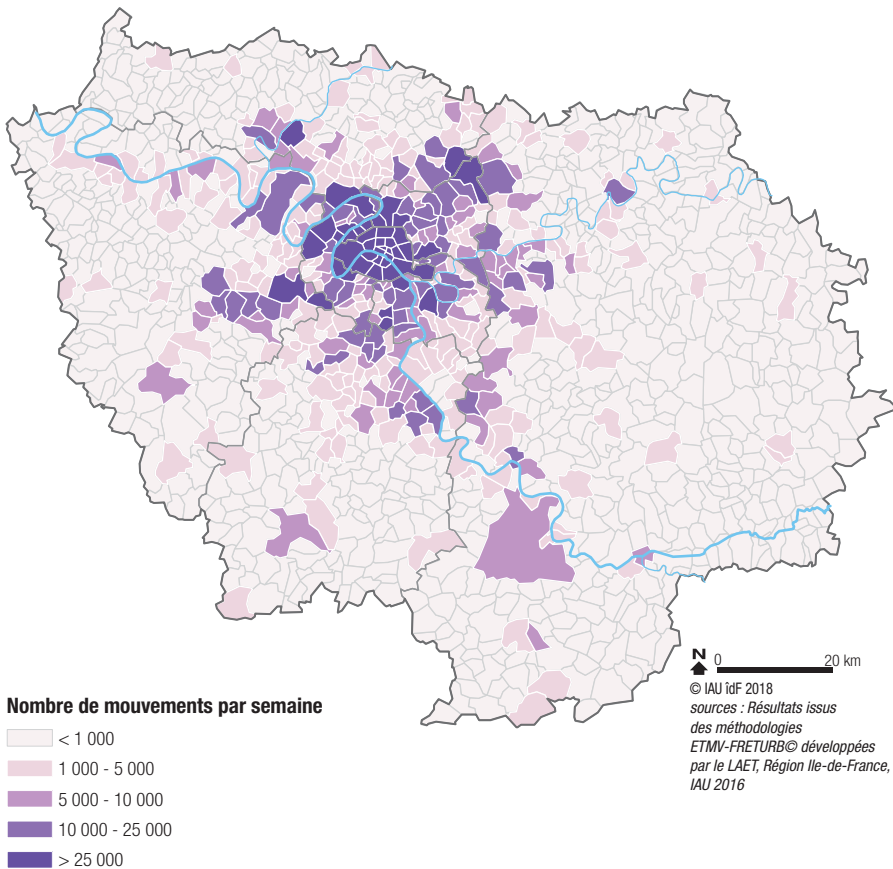 N
0 20 km
© IAU îdF 2018
sources : Résultats issus
des méthodologies
ETMV-FRETURB© développées
par le LAET, Région Ile-de-France,
IAU 2016
Nombre de mouvements par semaine
< 1 000
1 000 - 5 000
5 000 - 10 000
10 000 - 25 000
> 25 000